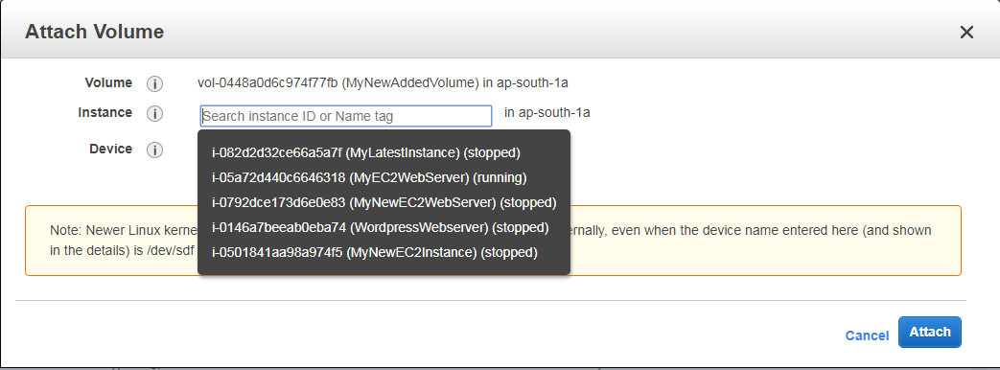 Attach Volume
Volume i vol-0448a0d6c974f77fb (MyNewAddedVolume) in ap-south-1a
Instance i Search instance ID or Name tag in ap-south-1a
Device i
i-082d2d32ce66a5a7f (MyLatestInstance) (stopped)
i-05a72d440c6646318 (MyEC2WebServer) (running)
i-0792dce173d6e0e83 (MyNewEC2WebServer) (stopped)
i-0146a7beeab0eba74 (WordpressWebserver) (stopped)
i-0501841aa98a974f5 (MyNewEC2Instance) (stopped)
Note: Newer Linux kerne rnally, even when the device name entered here (and shown
in the details) is /dev/sdf
Cancel Attach